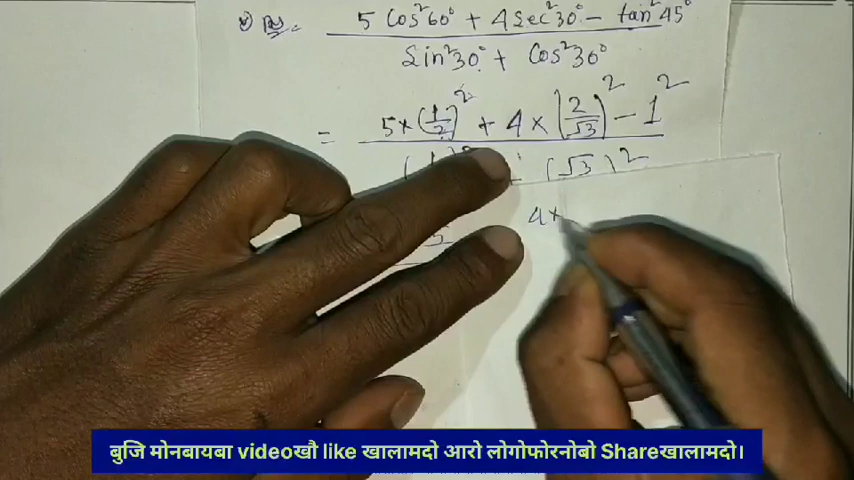 v)
5 Cos²60° + 4 Sec²30° – tan²45°
Sin²30° + Cos²30°
= 5×(1/2)² + 4×(2/√3)² – 1²
(√3)²
4×
बुजि मोनबायबा videoखौ like खालामदो आरो लोगोफोरनोबो Shareखालामदो।